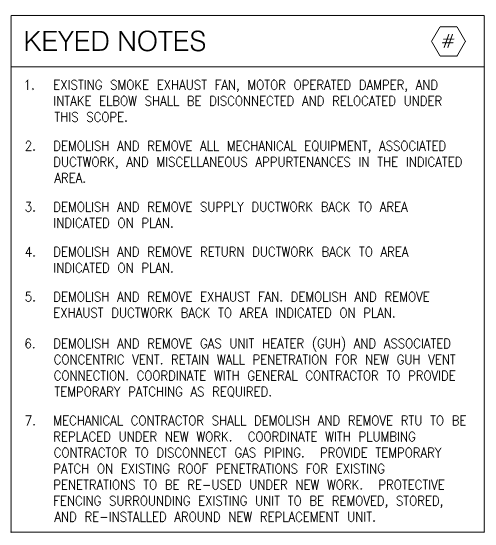 KEYED NOTES #
1. EXISTING SMOKE EXHAUST FAN, MOTOR OPERATED DAMPER, AND
INTAKE ELBOW SHALL BE DISCONNECTED AND RELOCATED UNDER
THIS SCOPE.
2. DEMOLISH AND REMOVE ALL MECHANICAL EQUIPMENT, ASSOCIATED
DUCTWORK, AND MISCELLANEOUS APPURTENANCES IN THE INDICATED
AREA.
3. DEMOLISH AND REMOVE SUPPLY DUCTWORK BACK TO AREA
INDICATED ON PLAN.
4. DEMOLISH AND REMOVE RETURN DUCTWORK BACK TO AREA
INDICATED ON PLAN.
5. DEMOLISH AND REMOVE EXHAUST FAN. DEMOLISH AND REMOVE
EXHAUST DUCTWORK BACK TO AREA INDICATED ON PLAN.
6. DEMOLISH AND REMOVE GAS UNIT HEATER (GUH) AND ASSOCIATED
CONCENTRIC VENT. RETAIN WALL PENETRATION FOR NEW GUH VENT
CONNECTION. COORDINATE WITH GENERAL CONTRACTOR TO PROVIDE
TEMPORARY PATCHING AS REQUIRED.
7. MECHANICAL CONTRACTOR SHALL DEMOLISH AND REMOVE RTU TO BE
REPLACED UNDER NEW WORK. COORDINATE WITH PLUMBING
CONTRACTOR TO DISCONNECT GAS PIPING. PROVIDE TEMPORARY
PATCH ON EXISTING ROOF PENETRATIONS FOR EXISTING
PENETRATIONS TO BE RE-USED UNDER NEW WORK. PROTECTIVE
FENCING SURROUNDING EXISTING UNIT TO BE REMOVED, STORED,
AND RE-INSTALLED AROUND NEW REPLACEMENT UNIT.